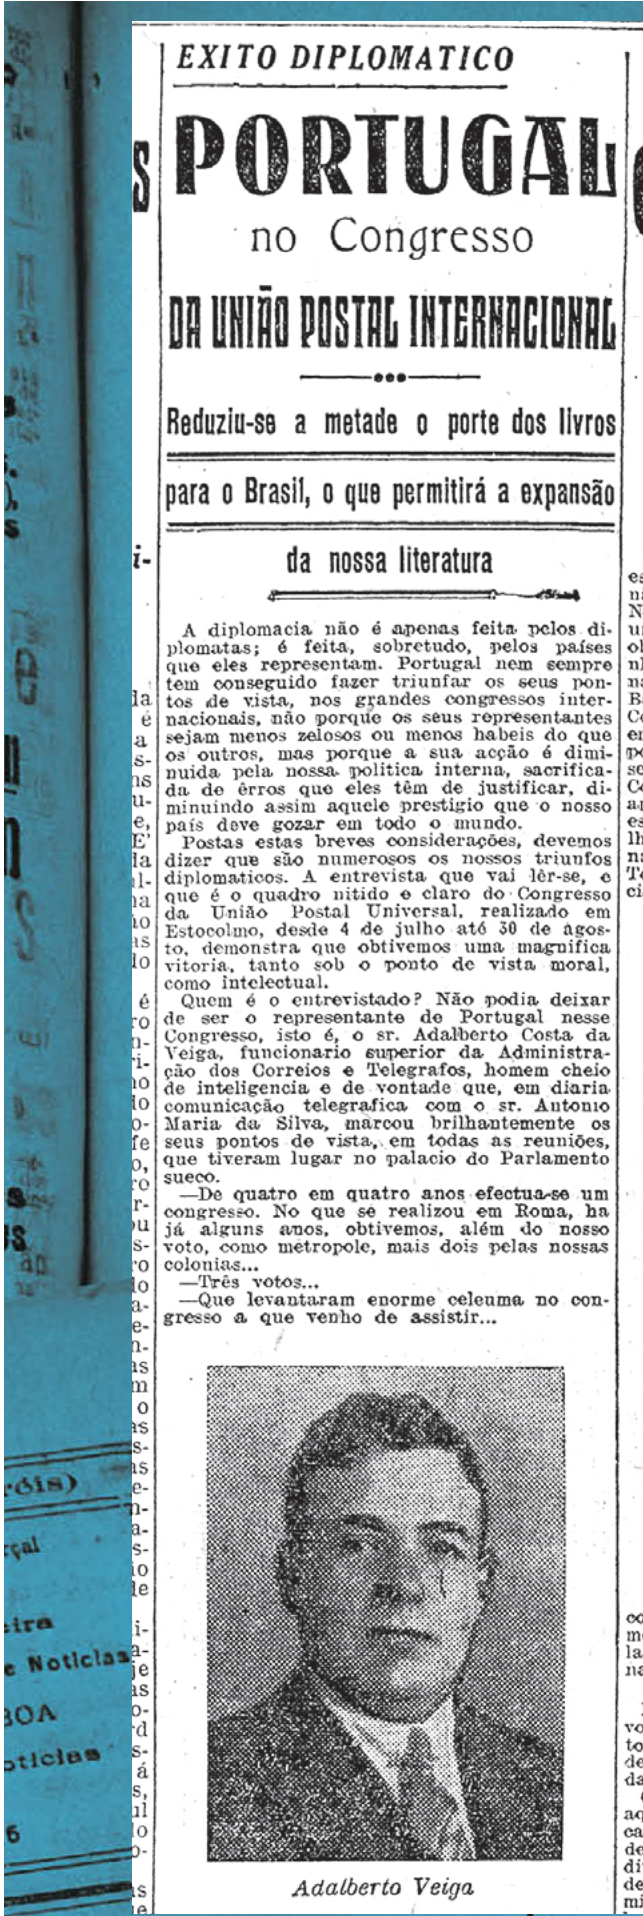 EXITO DIPLOMATICO
PORTUGAL
no Congresso
DA UNIÃO POSTAL INTERNACIONAL
Reduziu-se a metade o porte dos livros
para o Brasil, o que permitirá a expansão
da nossa literatura
A diplomacia não é apenas feita pelos di-
plomatas; é feita, sobretudo, pelos países
que eles representam. Portugal nem sempre
tem conseguido fazer triunfar os seus pon-
tos de vista, nos grandes congressos inter-
nacionais, não porque os seus representantes
sejam menos zelosos ou menos habeis do que
os outros, mas porque a sua acção é dimi-
nuida pela nossa politica interna, sacrifica-
da de êrros que eles têm de justificar, di-
minuindo assim aquele prestigio que o nosso
país deve gozar em todo o mundo.
Postas estas breves considerações, devemos
dizer que são numerosos os nossos triunfos
diplomaticos. A entrevista que vai lêr-se, e
que é o quadro nitido e claro do Congresso
da União Postal Universal, realizado em
Estocolmo, desde 4 de julho até 30 de agos-
to, demonstra que obtivemos uma magnifica
vitoria, tanto sob o ponto de vista moral,
como intelectual.
Quem é o entrevistado? Não podia deixar
de ser o representante de Portugal nesse
Congresso, isto é, o sr. Adalberto Costa da
Veiga, funcionario superior da Administra-
ção dos Correios e Telegrafos, homem cheio
de inteligencia e de vontade que, em diaria
comunicação telegrafica com o sr. Antonio
Maria da Silva, marcou brilhantemente os
seus pontos de vista, em todas as reuniões,
que tiveram lugar no palacio do Parlamento
sueco.
—De quatro em quatro anos efectua-se um
congresso. No que se realizou em Roma, ha
já alguns anos, obtivemos, além do nosso
voto, como métropole, mais dois pelas nossas
colonias...
—Três votos...
—Que levantaram enorme celeuma no con-
gresso a que venho de assistir...
Adalberto Veiga
róis)
rçal
eira
e Noticias
BOA
oticias
6